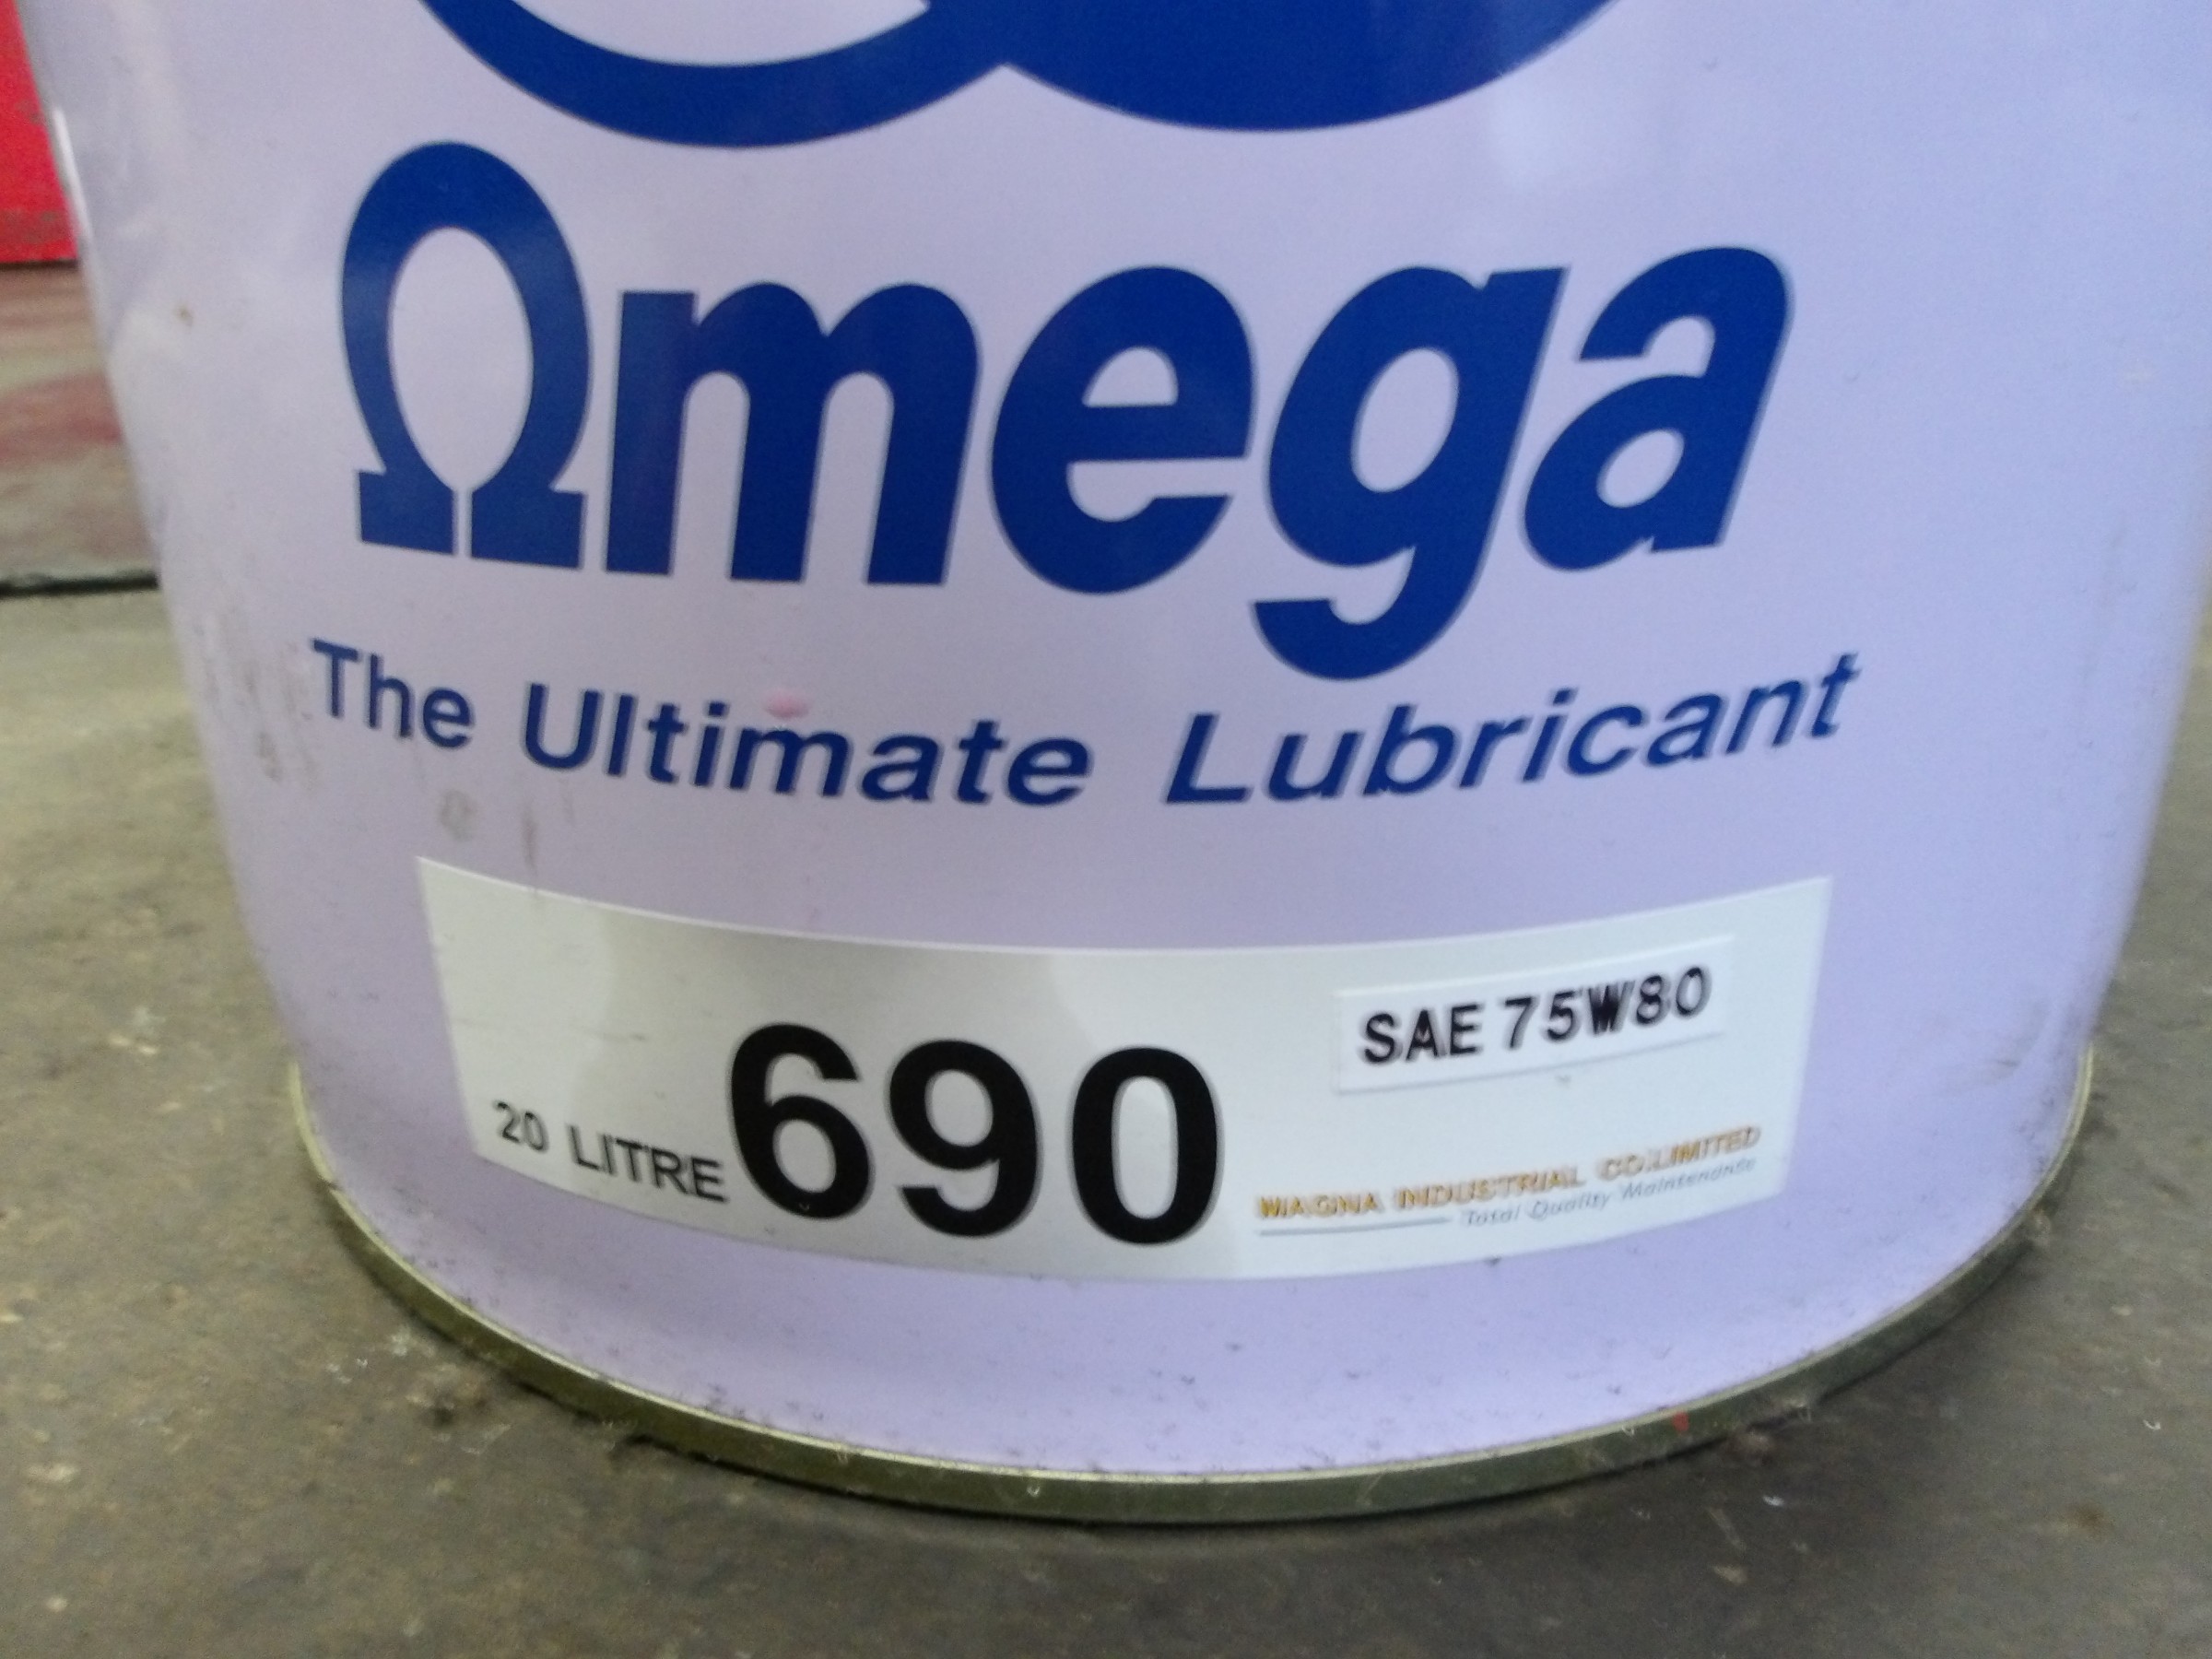 Ωmega
The Ultimate Lubricant
SAE 75W80
20 LITRE 690
MAGNA INDUSTRIAL CO.LIMITED
Total Quality Maintenance